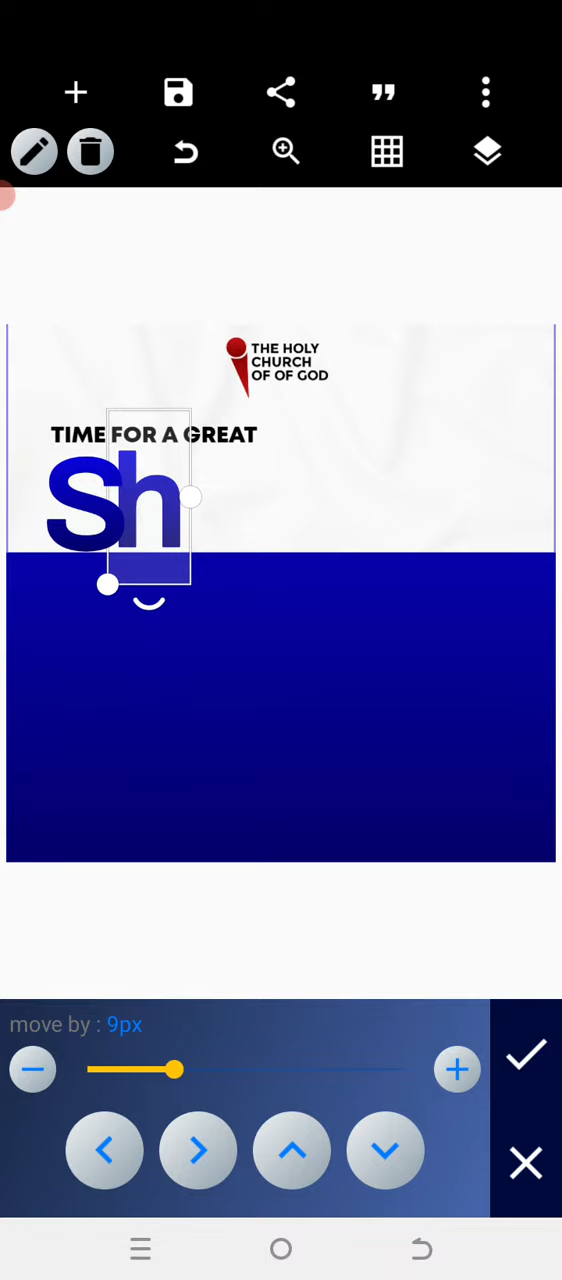 THE HOLY
CHURCH
OF OF GOD
TIME FOR A GREAT
Sh
move by : 9px